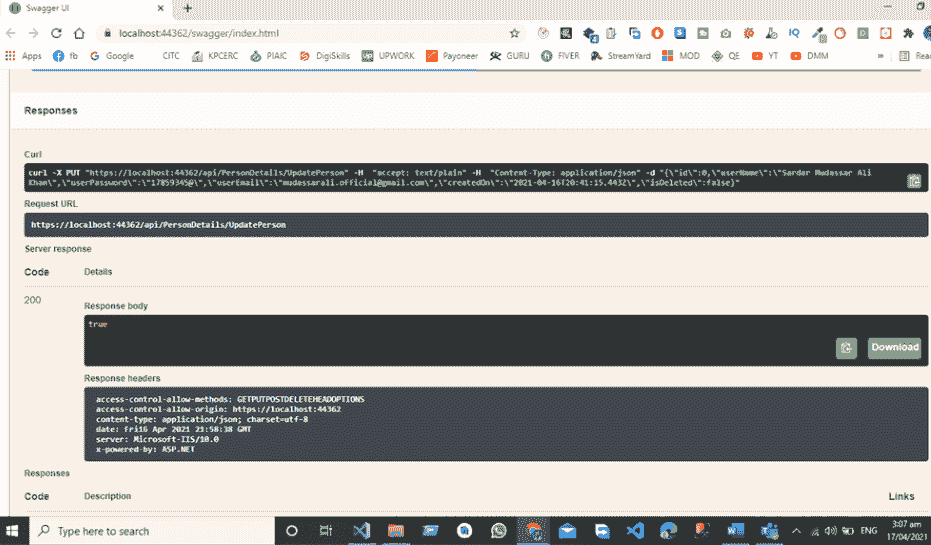 Swagger UI
localhost:44362/swagger/index.html
Apps fb Google CITC KPCERC PIAIC DigiSkills UPWORK Payoneer GURU FIVER StreamYard MOD QE YT DMM » Rea
Responses
Curl
curl -X PUT "https://localhost:44362/api/PersonDetails/UpdatePerson" -H "accept: text/plain" -H "Content-Type: application/json" -d "{\"id\":0,\"userName\":\"Sardar Mudassar Ali
Khan\",\"userPassword\":\"17859345@\",\"userEmail\":\"mudassarali.official@gmail.com\",\"createdOn\":\"2021-04-16T20:41:15.443Z\",\"isDeleted\":false}"
Request URL
https://localhost:44362/api/PersonDetails/UpdatePerson
Server response
Code Details
200
Response body
true
Download
Response headers
access-control-allow-methods: GETPUTPOSTDELETEHEADOPTIONS
access-control-allow-origin: https://localhost:44362
content-type: application/json; charset=utf-8
date: fri16 Apr 2021 21:58:38 GMT
server: Microsoft-IIS/10.0
x-powered-by: ASP.NET
Responses
Code Description Links
Type here to search
ENG
3:07 am
17/04/2021